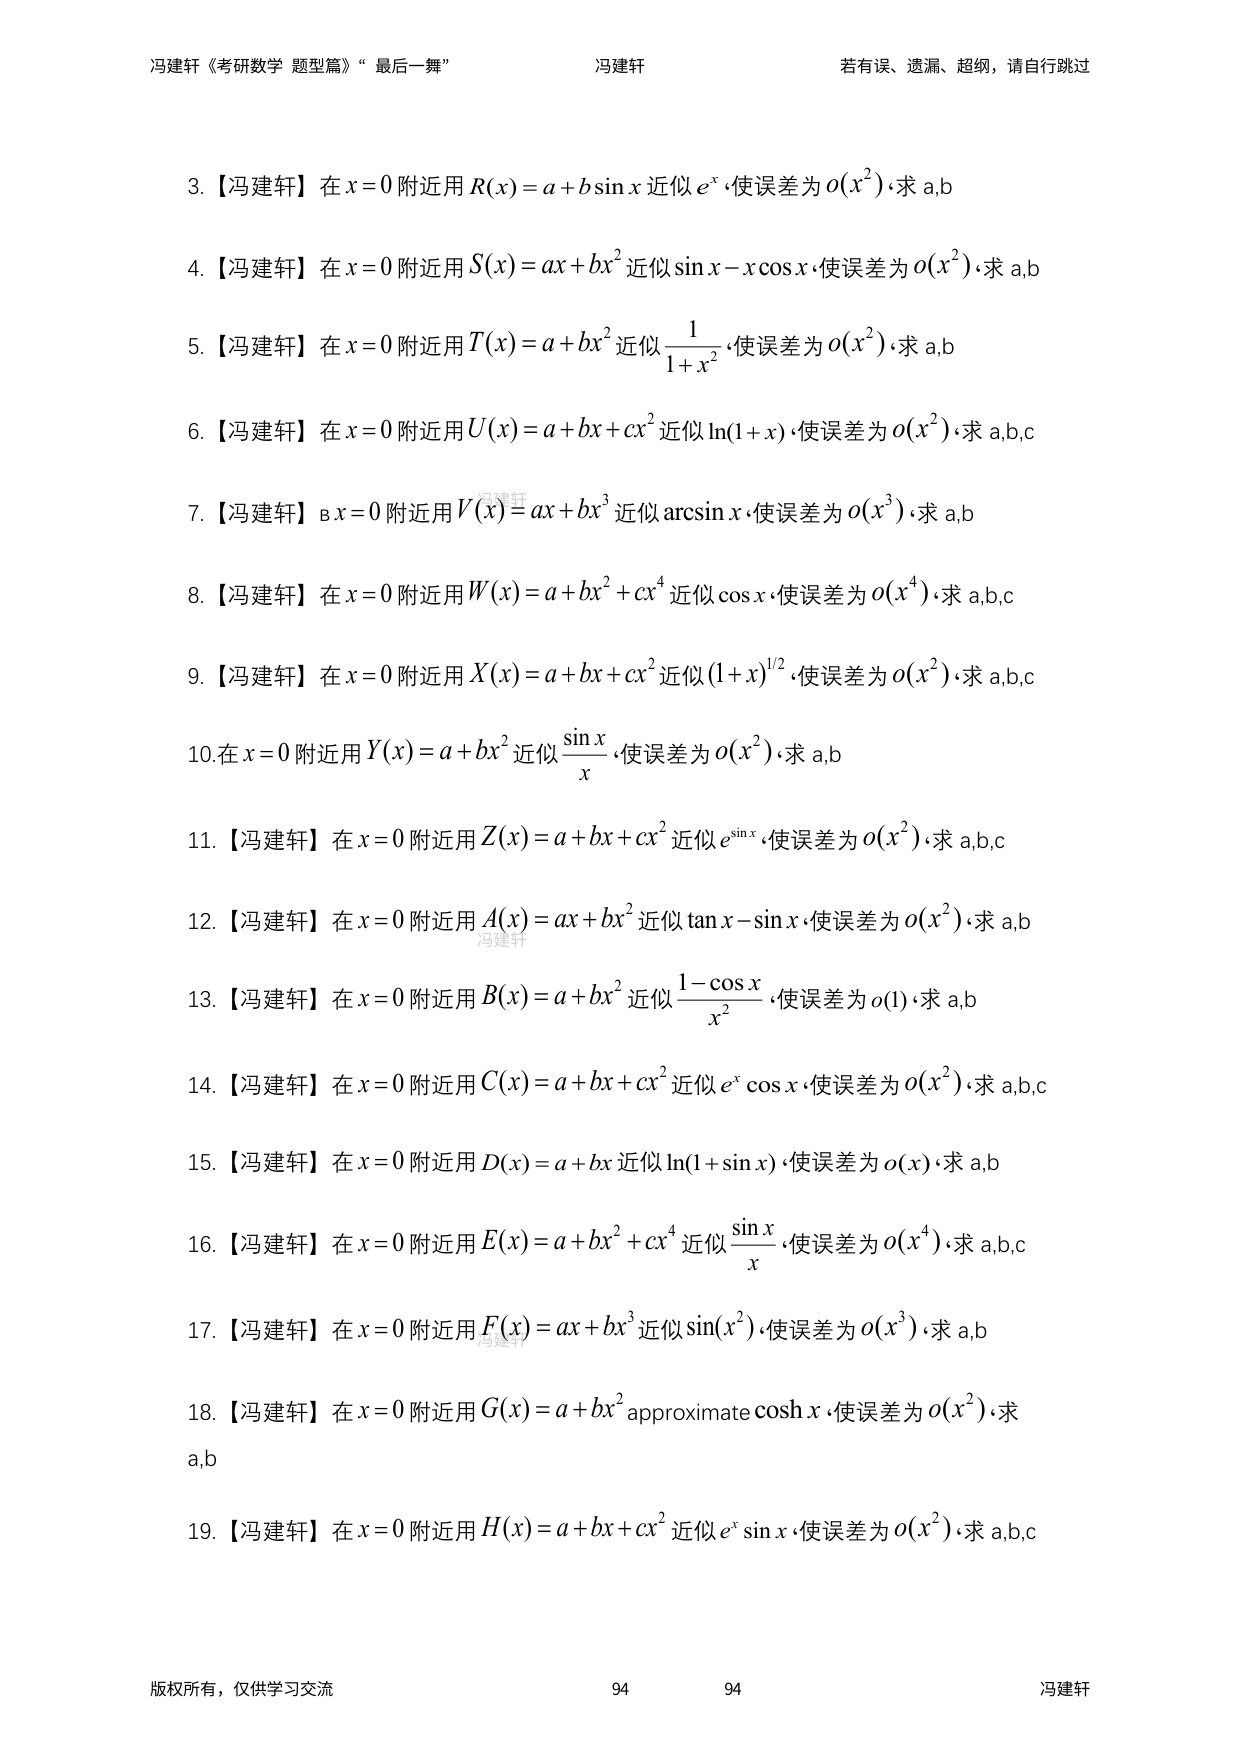 冯建轩《考研数学 题型篇》“ 最后一舞” 冯建轩 若有误、遗漏、超纲，请自行跳过
3.【冯建轩】在 x = 0 附近用 R(x) = a + b sin x 近似 e^x ，使误差为 o(x^2) ，求 a,b
4.【冯建轩】在 x = 0 附近用 S(x) = ax + bx^2 近似 sin x − x cos x ，使误差为 o(x^2) ，求 a,b
5.【冯建轩】在 x = 0 附近用 T(x) = a + bx^2 近似 1/(1+x^2) ，使误差为 o(x^2) ，求 a,b
6.【冯建轩】在 x = 0 附近用 U(x) = a + bx + cx^2 近似 ln(1+x) ，使误差为 o(x^2) ，求 a,b,c
冯建轩
7.【冯建轩】в x = 0 附近用 V(x) = ax + bx^3 近似 arcsin x ，使误差为 o(x^3) ，求 a,b
8.【冯建轩】在 x = 0 附近用 W(x) = a + bx^2 + cx^4 近似 cos x ，使误差为 o(x^4) ，求 a,b,c
9.【冯建轩】在 x = 0 附近用 X(x) = a + bx + cx^2 近似 (1+x)^{1/2} ，使误差为 o(x^2) ，求 a,b,c
10.在 x = 0 附近用 Y(x) = a + bx^2 近似 sin x/x ，使误差为 o(x^2) ，求 a,b
11.【冯建轩】在 x = 0 附近用 Z(x) = a + bx + cx^2 近似 e^{sin x} ，使误差为 o(x^2) ，求 a,b,c
12.【冯建轩】在 x = 0 附近用 A(x) = ax + bx^2 近似 tan x − sin x ，使误差为 o(x^2) ，求 a,b
冯建轩
13.【冯建轩】在 x = 0 附近用 B(x) = a + bx^2 近似 (1−cos x)/x^2 ，使误差为 o(1) ，求 a,b
14.【冯建轩】在 x = 0 附近用 C(x) = a + bx + cx^2 近似 e^x cos x ，使误差为 o(x^2) ，求 a,b,c
15.【冯建轩】在 x = 0 附近用 D(x) = a + bx 近似 ln(1+sin x) ，使误差为 o(x) ，求 a,b
16.【冯建轩】在 x = 0 附近用 E(x) = a + bx^2 + cx^4 近似 sin x/x ，使误差为 o(x^4) ，求 a,b,c
17.【冯建轩】在 x = 0 附近用 F(x) = ax + bx^3 近似 sin(x^2) ，使误差为 o(x^3) ，求 a,b
冯建轩
18.【冯建轩】在 x = 0 附近用 G(x) = a + bx^2 approximate cosh x ，使误差为 o(x^2) ，求
a,b
19.【冯建轩】在 x = 0 附近用 H(x) = a + bx + cx^2 近似 e^x sin x ，使误差为 o(x^2) ，求 a,b,c
版权所有，仅供学习交流 94 94 冯建轩